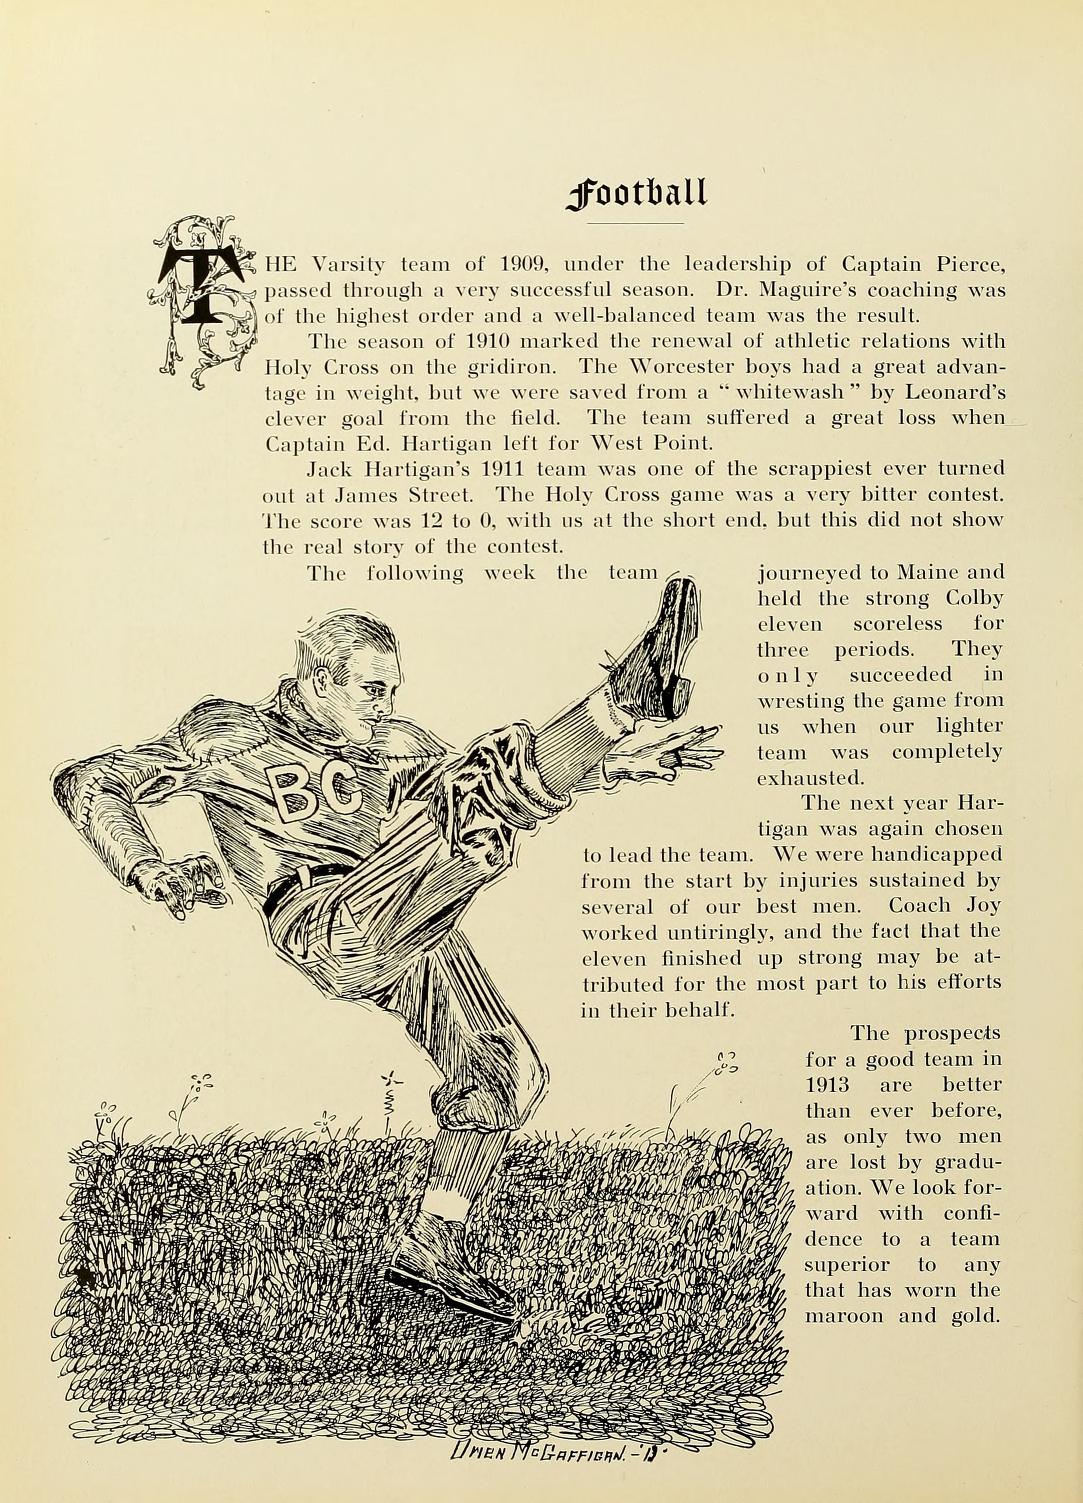 Football
THE Varsity team of 1909, under the leadership of Captain Pierce,
passed through a very successful season. Dr. Maguire's coaching was
of the highest order and a well-balanced team was the result.
The season of 1910 marked the renewal of athletic relations with
Holy Cross on the gridiron. The Worcester boys had a great advan-
tage in weight, but we were saved from a “ whitewash ” by Leonard's
clever goal from the field. The team suffered a great loss when
Captain Ed. Hartigan left for West Point.
Jack Hartigan's 1911 team was one of the scrappiest ever turned
out at James Street. The Holy Cross game was a very bitter contest.
The score was 12 to 0, with us at the short end, but this did not show
the real story of the contest.
The following week the team journeyed to Maine and
held the strong Colby
eleven scoreless for
three periods. They
only succeeded in
wresting the game from
us when our lighter
team was completely
exhausted.
The next year Har-
tigan was again chosen
to lead the team. We were handicapped
from the start by injuries sustained by
several of our best men. Coach Joy
worked untiringly, and the fact that the
eleven finished up strong may be at-
tributed for the most part to his efforts
in their behalf.
The prospects
for a good team in
1913 are better
than ever before,
as only two men
are lost by gradu-
ation. We look for-
ward with confi-
dence to a team
superior to any
that has worn the
maroon and gold.
BC
Owen McGaffigan.